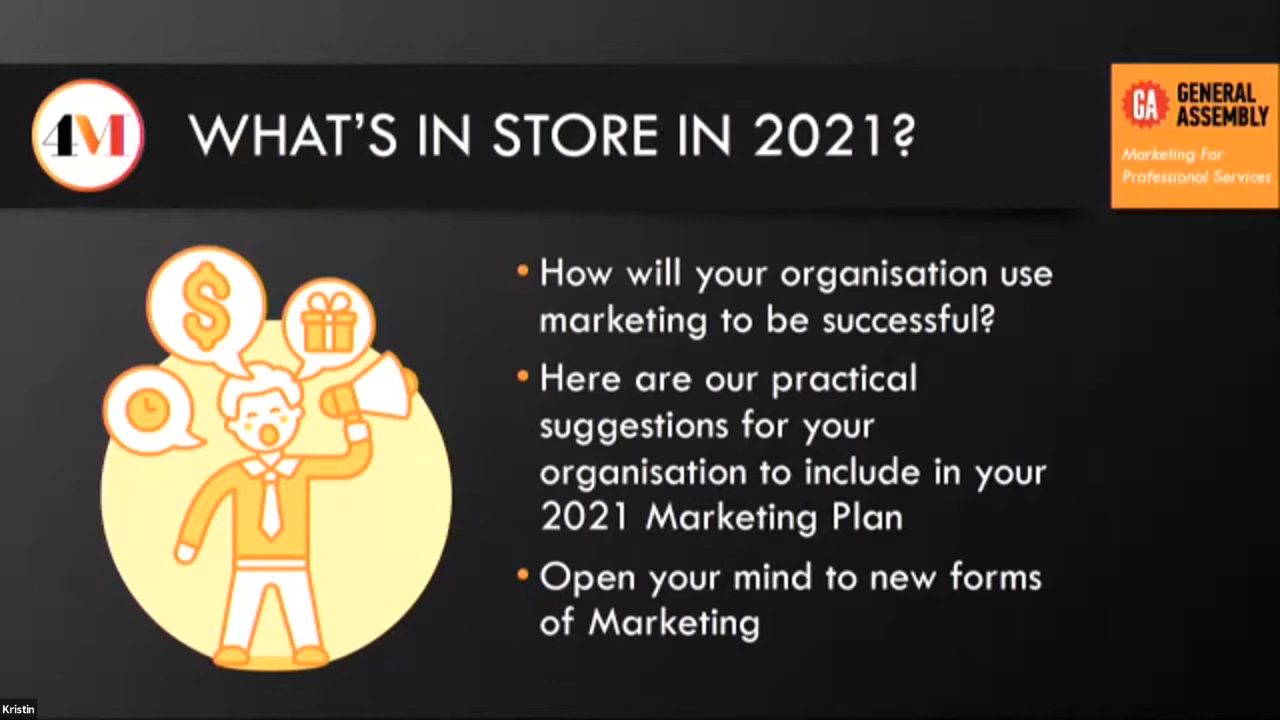 4M
WHAT'S IN STORE IN 2021?
GA
GENERAL
ASSEMBLY
Marketing For
Professional Services
$
• How will your organisation use
marketing to be successful?
• Here are our practical
suggestions for your
organisation to include in your
2021 Marketing Plan
• Open your mind to new forms
of Marketing
Kristin